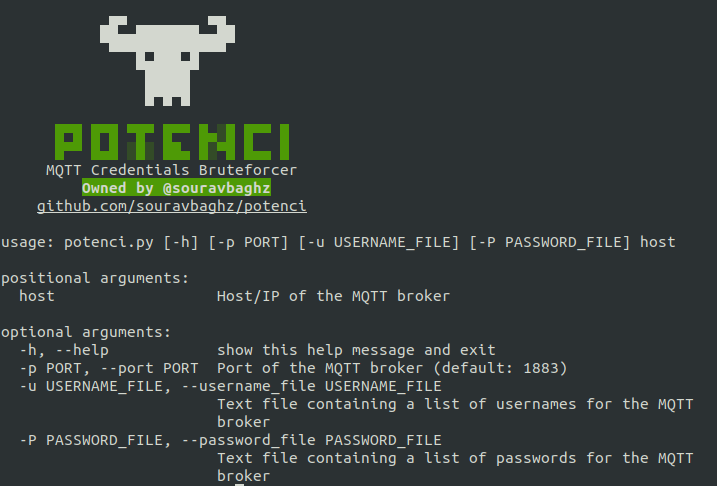 POTENCI
MQTT Credentials Bruteforcer
Owned by @souravbaghz
github.com/souravbaghz/potenci
usage: potenci.py [-h] [-p PORT] [-u USERNAME_FILE] [-P PASSWORD_FILE] host
positional arguments:
host Host/IP of the MQTT broker
optional arguments:
-h, --help show this help message and exit
-p PORT, --port PORT Port of the MQTT broker (default: 1883)
-u USERNAME_FILE, --username_file USERNAME_FILE
Text file containing a list of usernames for the MQTT
broker
-P PASSWORD_FILE, --password_file PASSWORD_FILE
Text file containing a list of passwords for the MQTT
broker